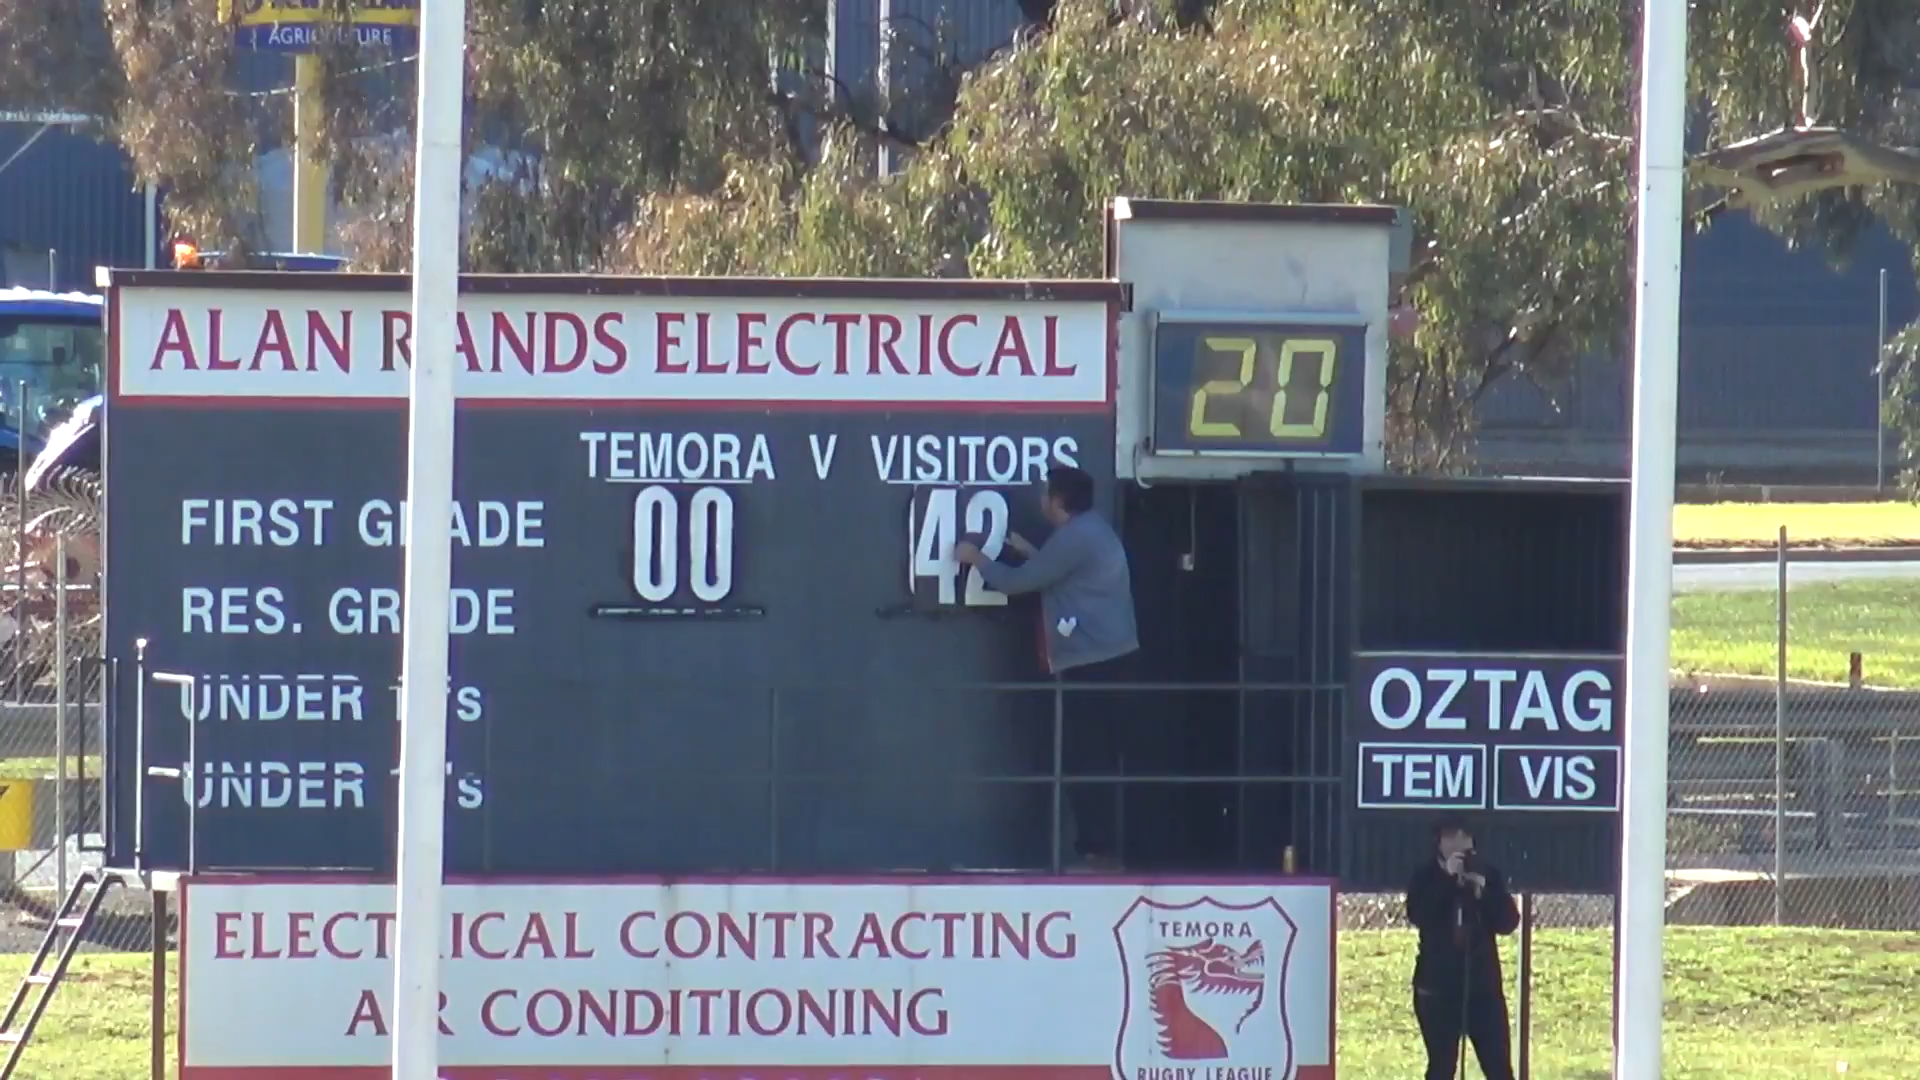 AGRICULTURE
ALAN RANDS ELECTRICAL
20
TEMORA V VISITORS
FIRST GRADE 00 42
RES. GRADE
UNDER 's
UNDER 's
OZTAG
TEM VIS
ELECTRICAL CONTRACTING
AIR CONDITIONING
TEMORA
RUGBY LEAGUE